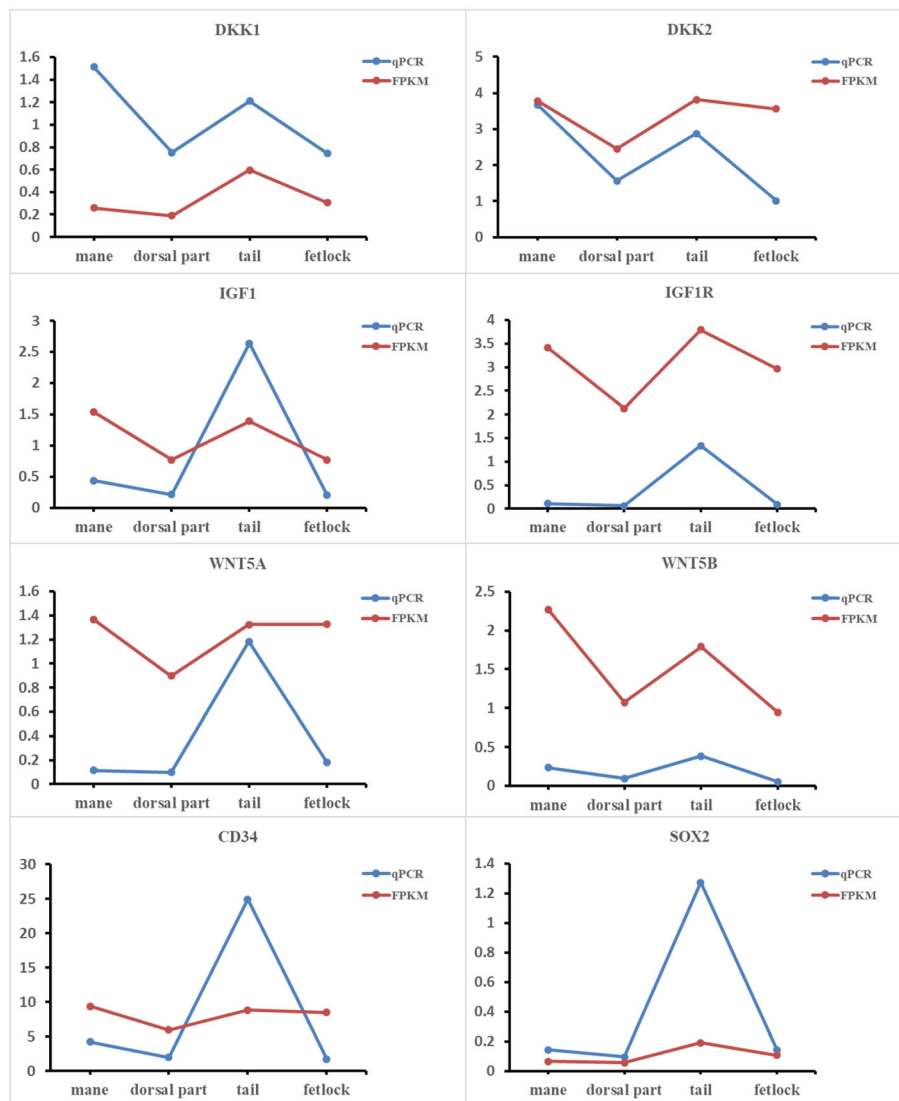 DKK1
1.6
1.4
1.2
1
0.8
0.6
0.4
0.2
0
mane dorsal part tail fetlock
qPCR
FPKM
DKK2
5
4
3
2
1
0
mane dorsal part tail fetlock
qPCR
FPKM
IGF1
3
2.5
2
1.5
1
0.5
0
mane dorsal part tail fetlock
qPCR
FPKM
IGF1R
4
3.5
3
2.5
2
1.5
1
0.5
0
mane dorsal part tail fetlock
qPCR
FPKM
WNT5A
1.6
1.4
1.2
1
0.8
0.6
0.4
0.2
0
mane dorsal part tail fetlock
qPCR
FPKM
WNT5B
2.5
2
1.5
1
0.5
0
mane dorsal part tail fetlock
qPCR
FPKM
CD34
30
25
20
15
10
5
0
mane dorsal part tail fetlock
qPCR
FPKM
SOX2
1.4
1.2
1
0.8
0.6
0.4
0.2
0
mane dorsal part tail fetlock
qPCR
FPKM